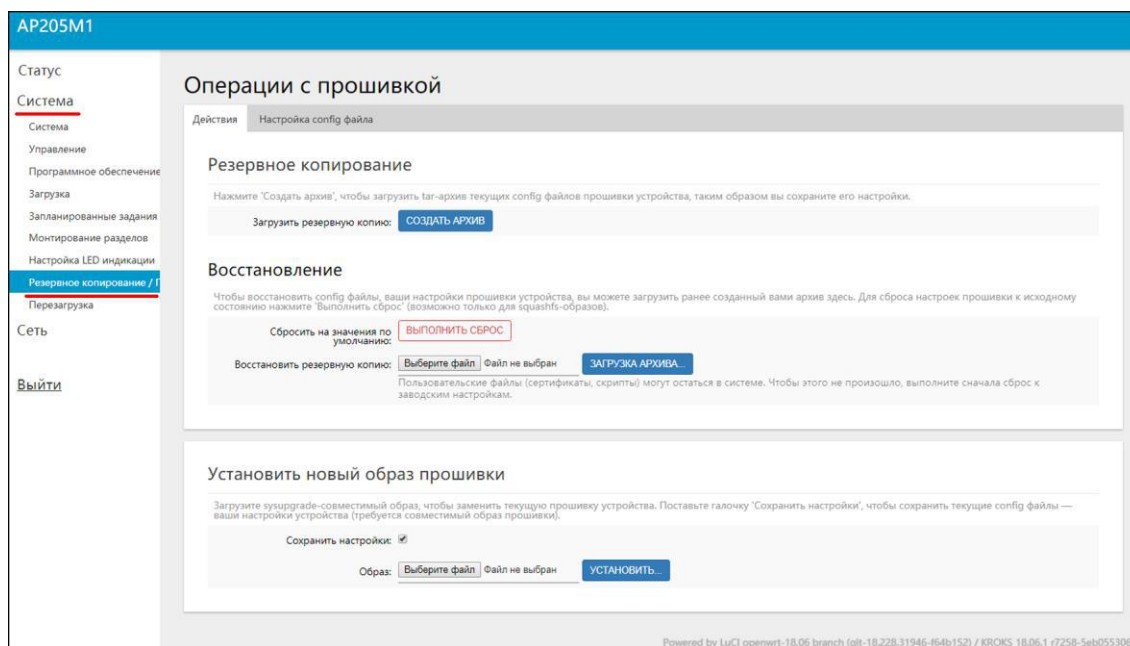 AP205M1
Статус
Система
Система
Управление
Программное обеспечение
Загрузка
Запланированные задания
Монтирование разделов
Настройка LED индикации
Резервное копирование /
Перезагрузка
Сеть
Выйти
Операции с прошивкой
Действия
Настройка config файла
Резервное копирование
Нажмите 'Создать архив', чтобы загрузить tar-архив текущих config файлов прошивки устройства, таким образом вы сохраните его настройки.
Загрузить резервную копию: СОЗДАТЬ АРХИВ
Восстановление
Чтобы восстановить config файлы, ваши настройки прошивки устройства, вы можете загрузить ранее созданный вами архив здесь. Для сброса настроек прошивки к исходному
состоянию нажмите 'Выполнить сброс' (возможно только для squashfs-образов).
Сбросить на значения по
умолчанию:
ВЫПОЛНИТЬ СБРОС
Восстановить резервную копию: Выберите файл Файл не выбран ЗАГРУЗКА АРХИВА...
Пользовательские файлы (сертификаты, скрипты) могут остаться в системе. Чтобы этого не произошло, выполните сначала сброс к
заводским настройкам.
Установить новый образ прошивки
Загрузите sysupgrade-совместимый образ, чтобы заменить текущую прошивку устройства. Поставьте галочку 'Сохранить настройки', чтобы сохранить текущие config файлы —
ваши настройки устройства (требуется совместимый образ прошивки).
Сохранить настройки:
Образ: Выберите файл Файл не выбран УСТАНОВИТЬ...
Powered by LuCI openwrt-18.06 branch (git-18.228.31946-f64b152) / KROKS 18.06.1 r7258-5eb055306